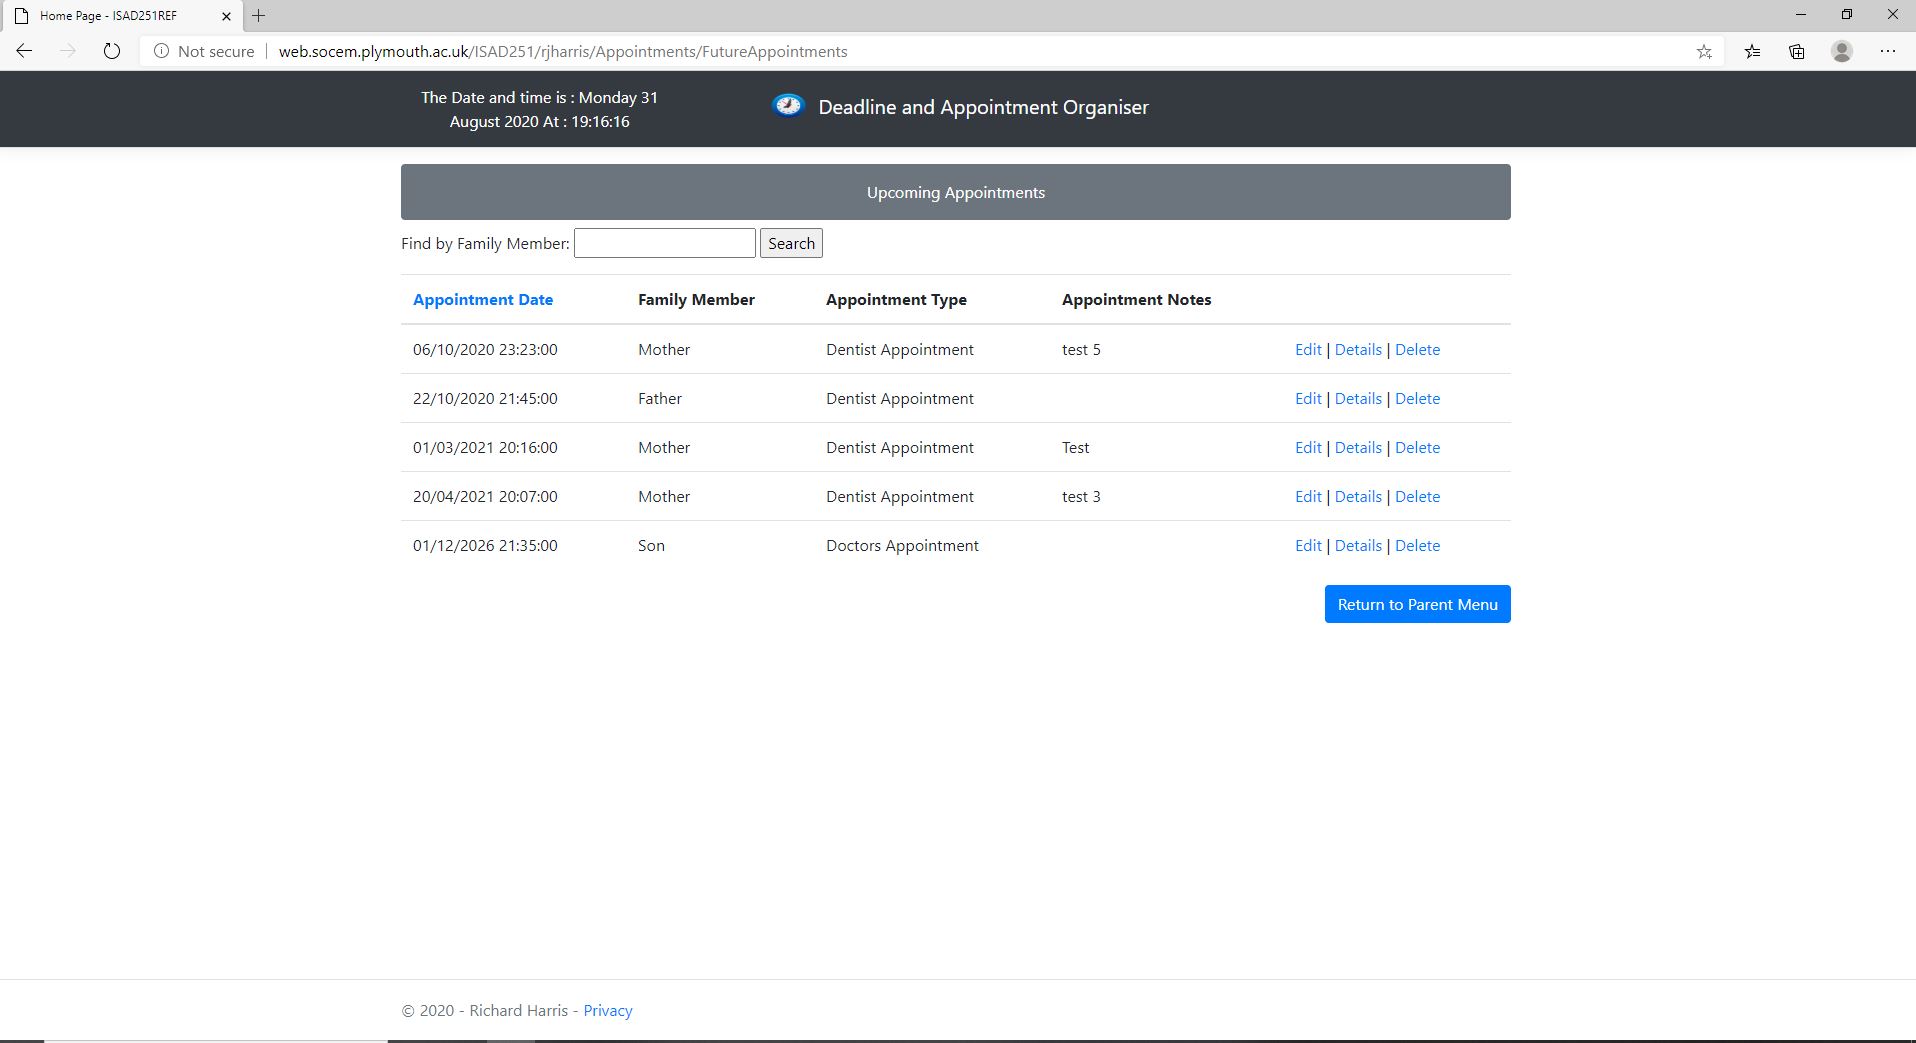 Home Page - ISAD251REF
Not secure | web.socem.plymouth.ac.uk/ISAD251/rjharris/Appointments/FutureAppointments
The Date and time is : Monday 31
August 2020 At : 19:16:16
Deadline and Appointment Organiser
Upcoming Appointments
Find by Family Member: Search
Appointment Date Family Member Appointment Type Appointment Notes
06/10/2020 23:23:00 Mother Dentist Appointment test 5 Edit | Details | Delete
22/10/2020 21:45:00 Father Dentist Appointment Edit | Details | Delete
01/03/2021 20:16:00 Mother Dentist Appointment Test Edit | Details | Delete
20/04/2021 20:07:00 Mother Dentist Appointment test 3 Edit | Details | Delete
01/12/2026 21:35:00 Son Doctors Appointment Edit | Details | Delete
Return to Parent Menu
© 2020 - Richard Harris - Privacy